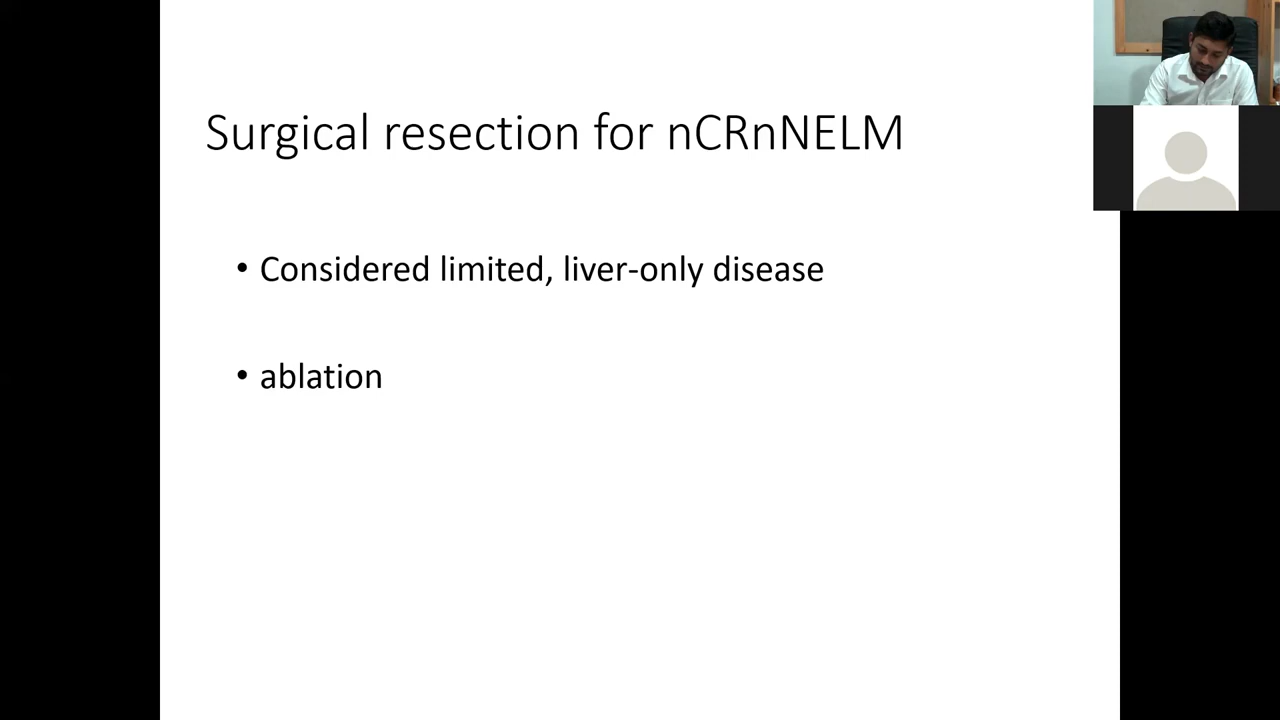 Surgical resection for nCRnNELM
• Considered limited, liver-only disease
• ablation